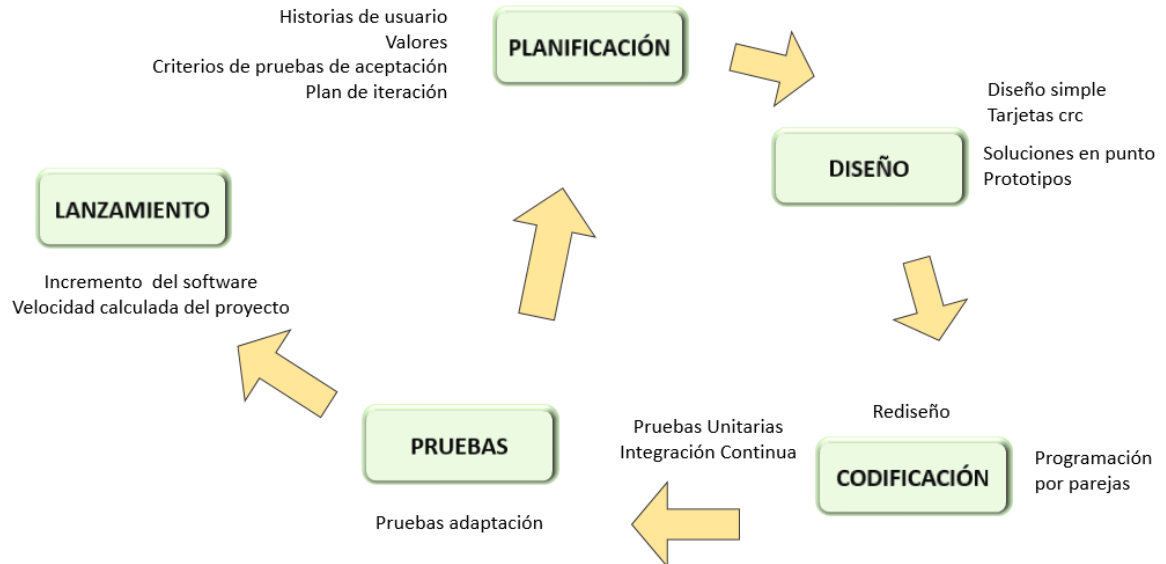 Historias de usuario
Valores
Criterios de pruebas de aceptación
Plan de iteración
PLANIFICACIÓN
Diseño simple
Tarjetas crc
DISEÑO
Soluciones en punto
Prototipos
LANZAMIENTO
Incremento  del software
Velocidad calculada del proyecto
Rediseño
CODIFICACIÓN
Programación
por parejas
Pruebas Unitarias
Integración Continua
PRUEBAS
Pruebas adaptación